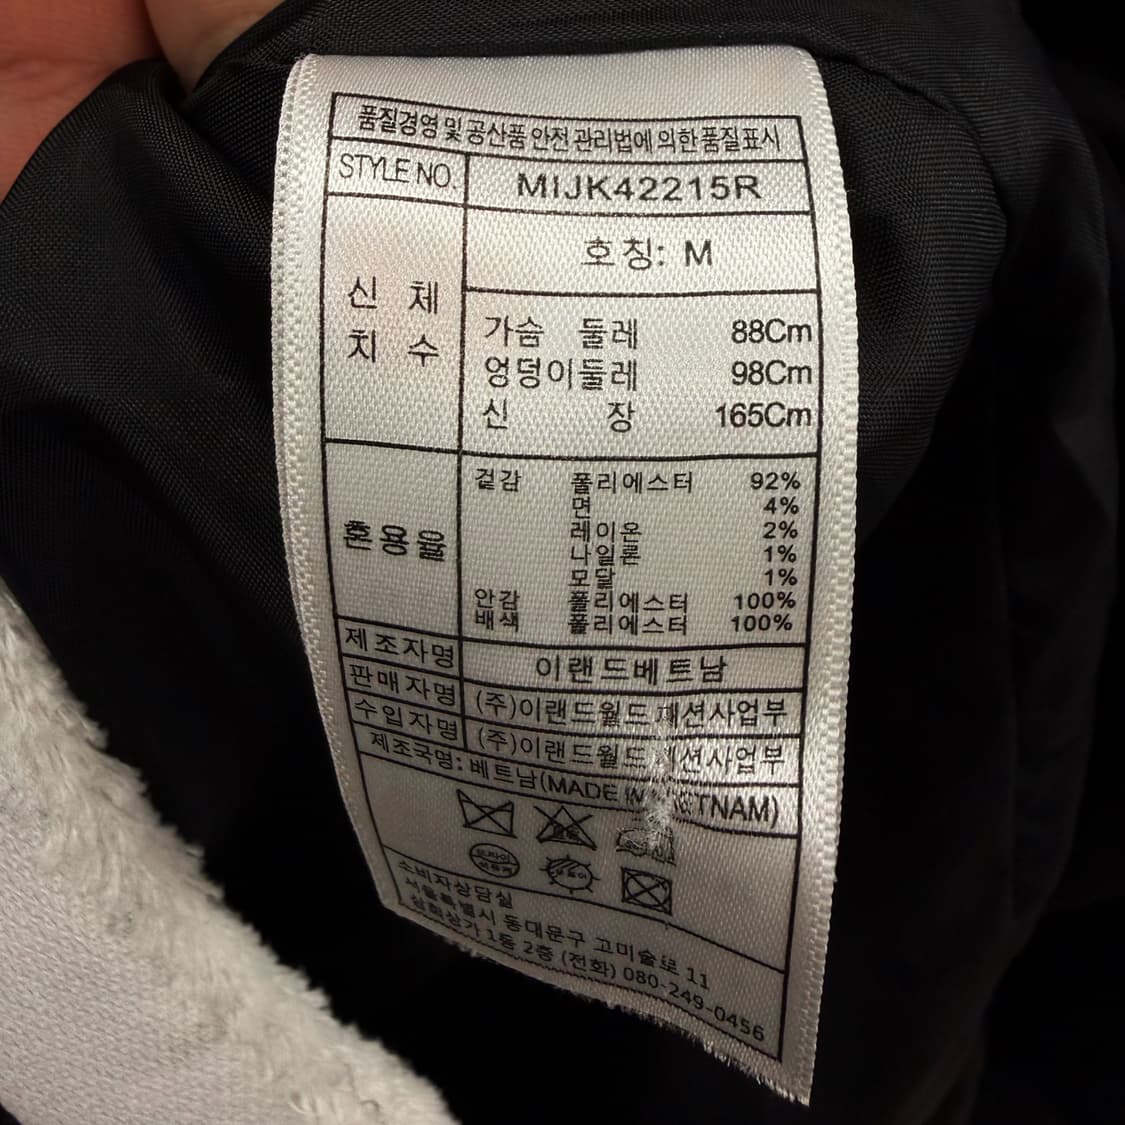 품질경영 및 공산품 안전 관리법에 의한 품질표시
STYLE NO. MIJK42215R
신체 치수
호칭: M
가슴 둘레 88Cm
엉덩이둘레 98Cm
신 장 165Cm
혼용율
겉감 폴리에스터 92%
면 4%
레이온 2%
나일론 1%
모달 1%
안감 폴리에스터 100%
배색 폴리에스터 100%
제조자명 이랜드베트남
판매자명 (주)이랜드월드 패션사업부
수입자명 (주)이랜드월드 패션사업부
제조국명: 베트남(MADE IN VIETNAM)
드라이
소비자상담실
서울특별시 동대문구 고미술로 11
1동 2층 (전화) 080-249-0456